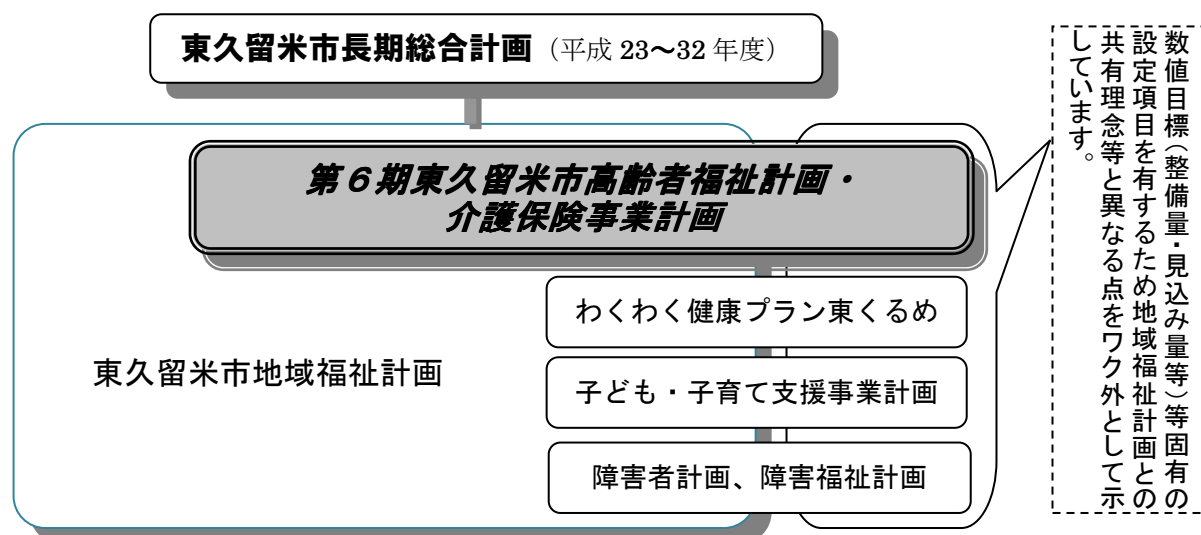 東久留米市長期総合計画（平成 23～32 年度）
第６期東久留米市高齢者福祉計画・
介護保険事業計画
わくわく健康プラン東くるめ
東久留米市地域福祉計画
子ども・子育て支援事業計画
障害者計画、障害福祉計画
数値目標（整備量・見込み量等）等固有の
設定項目を有するため地域福祉計画との
共有理念等と異なる点をワク外として示
しています。